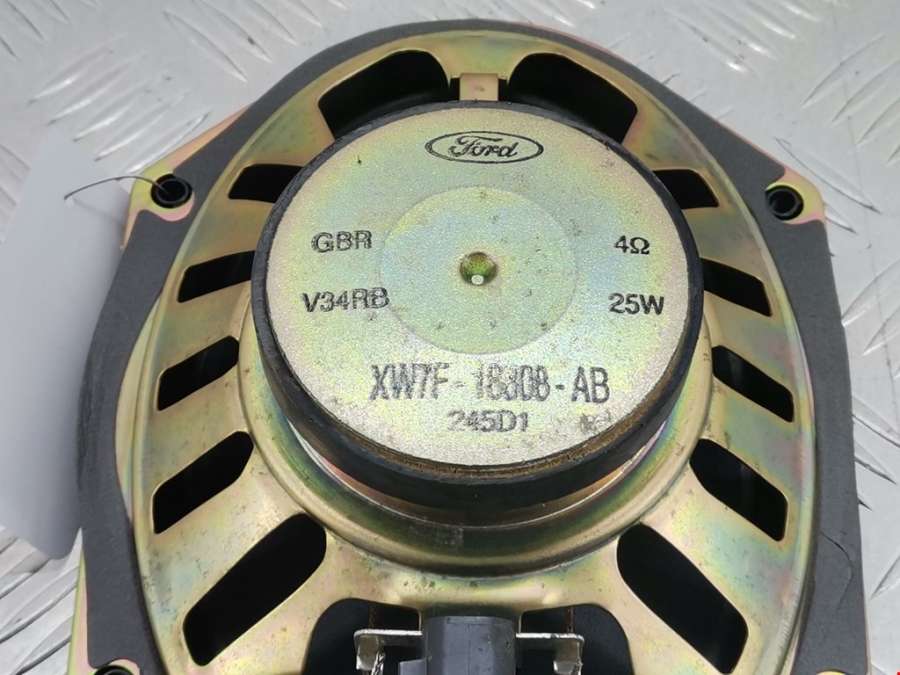 Ford
GBR 4Ω
V34RB 25W
XW7F-18808-AB
245D1